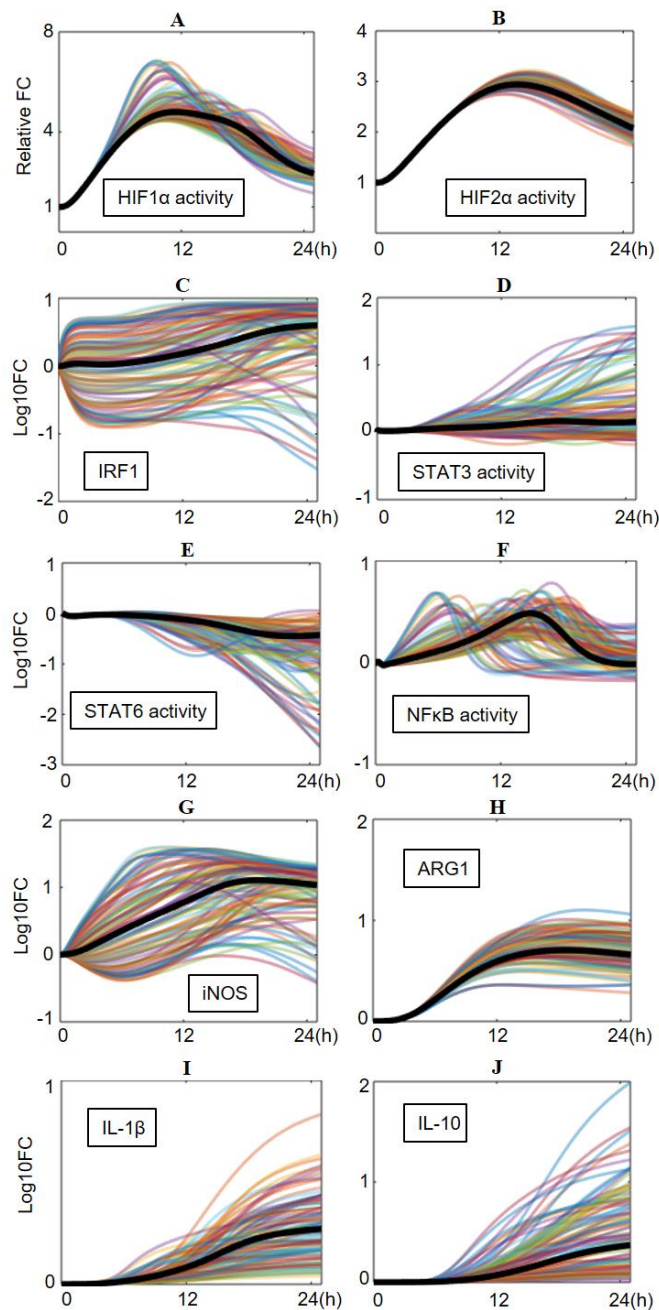 A
B
8
4
1
Relative FC
HIF1α activity
0
12
24(h)
4
3
2
1
HIF2α activity
0
12
24(h)
C
D
1
0
-1
-2
Log10FC
IRF1
0
12
24(h)
2
1
0
-1
STAT3 activity
0
12
24(h)
E
F
1
0
-1
-2
-3
Log10FC
STAT6 activity
0
12
24(h)
1
0
-1
NFκB activity
0
12
24(h)
G
H
2
1
0
-1
Log10FC
iNOS
0
12
24(h)
2
1
0
ARG1
0
12
24(h)
I
J
1
0
Log10FC
IL-1β
0
12
24(h)
2
1
0
IL-10
0
12
24(h)